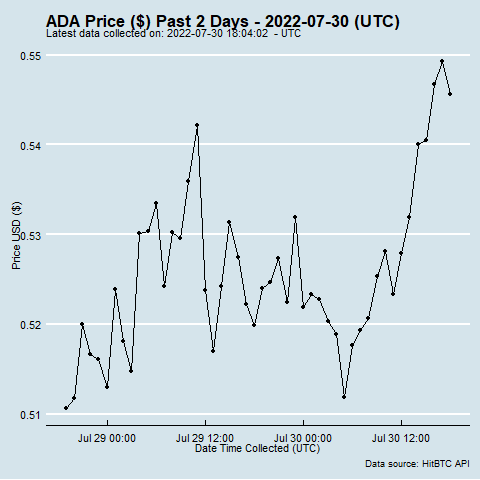 ADA Price ($) Past 2 Days - 2022-07-30 (UTC)
Latest data collected on: 2022-07-30 18:04:02  - UTC
0.55
0.54
0.53
0.52
0.51
Price USD ($)
Jul 29 00:00
Jul 29 12:00
Jul 30 00:00
Jul 30 12:00
Date Time Collected (UTC)
Data source: HitBTC API